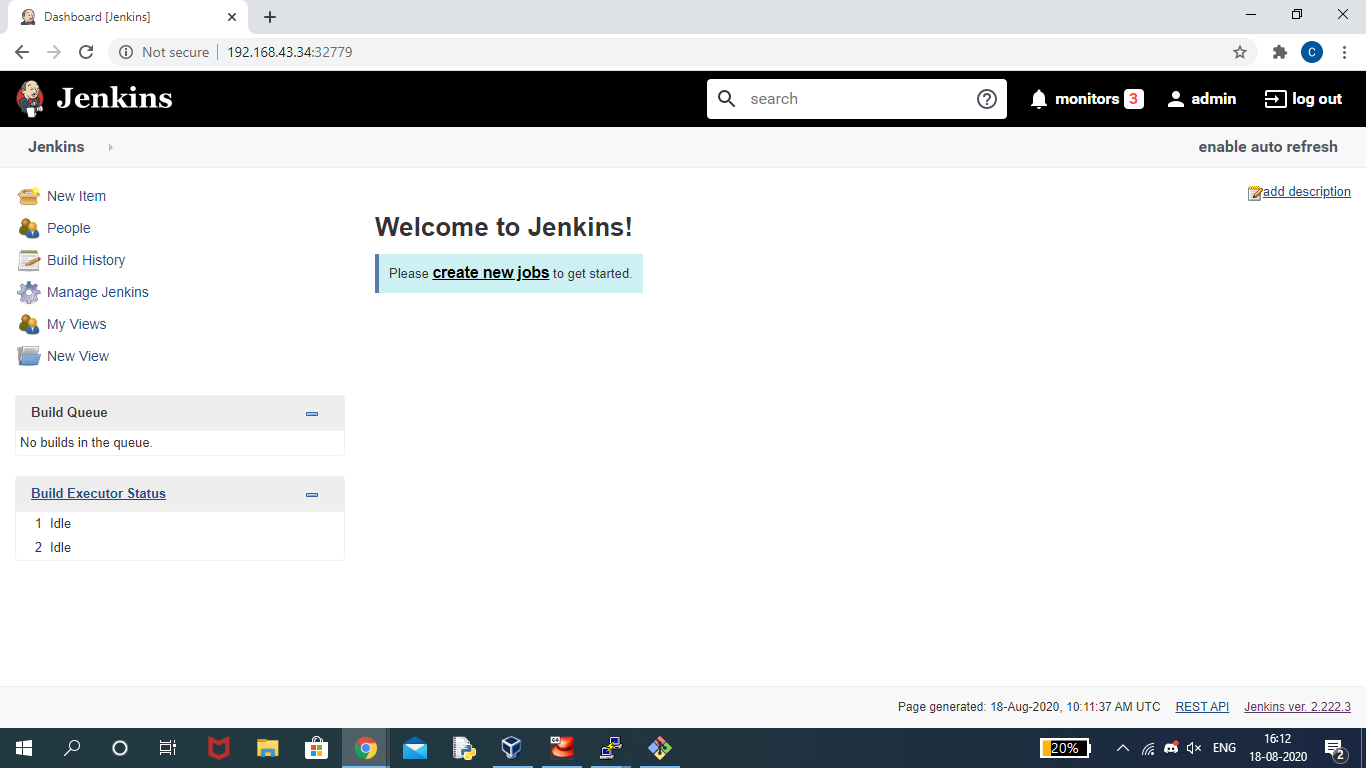 Dashboard [Jenkins]
Not secure 192.168.43.34:32779
Jenkins
search
monitors 3
admin
log out
Jenkins
enable auto refresh
New Item
People
Build History
Manage Jenkins
My Views
New View
add description
Welcome to Jenkins!
Please create new jobs to get started.
Build Queue
No builds in the queue.
Build Executor Status
1 Idle
2 Idle
Page generated: 18-Aug-2020, 10:11:37 AM UTC REST API Jenkins ver. 2.222.3
20%
ENG
16:12
18-08-2020
2
C